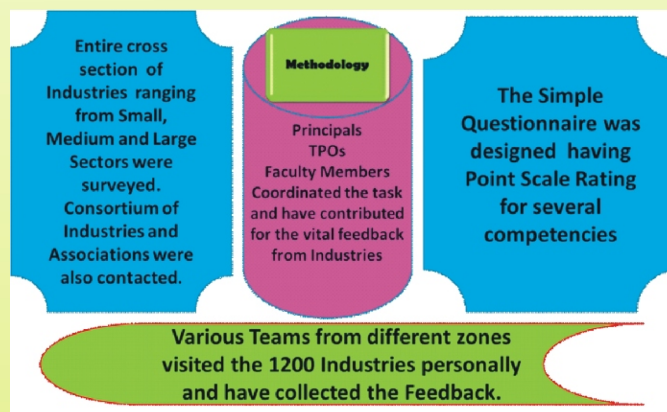 Entire cross
section of
Industries ranging
from Small,
Medium and Large
Sectors were
surveyed.
Consortium of
Industries and
Associations were
also contacted.
Methodology
Principals
TPOs
Faculty Members
Coordinated the task
and have contributed
for the vital feedback
from Industries
The Simple
Questionnaire was
designed having
Point Scale Rating
for several
competencies
Various Teams from different zones
visited the 1200 Industries personally
and have collected the Feedback.